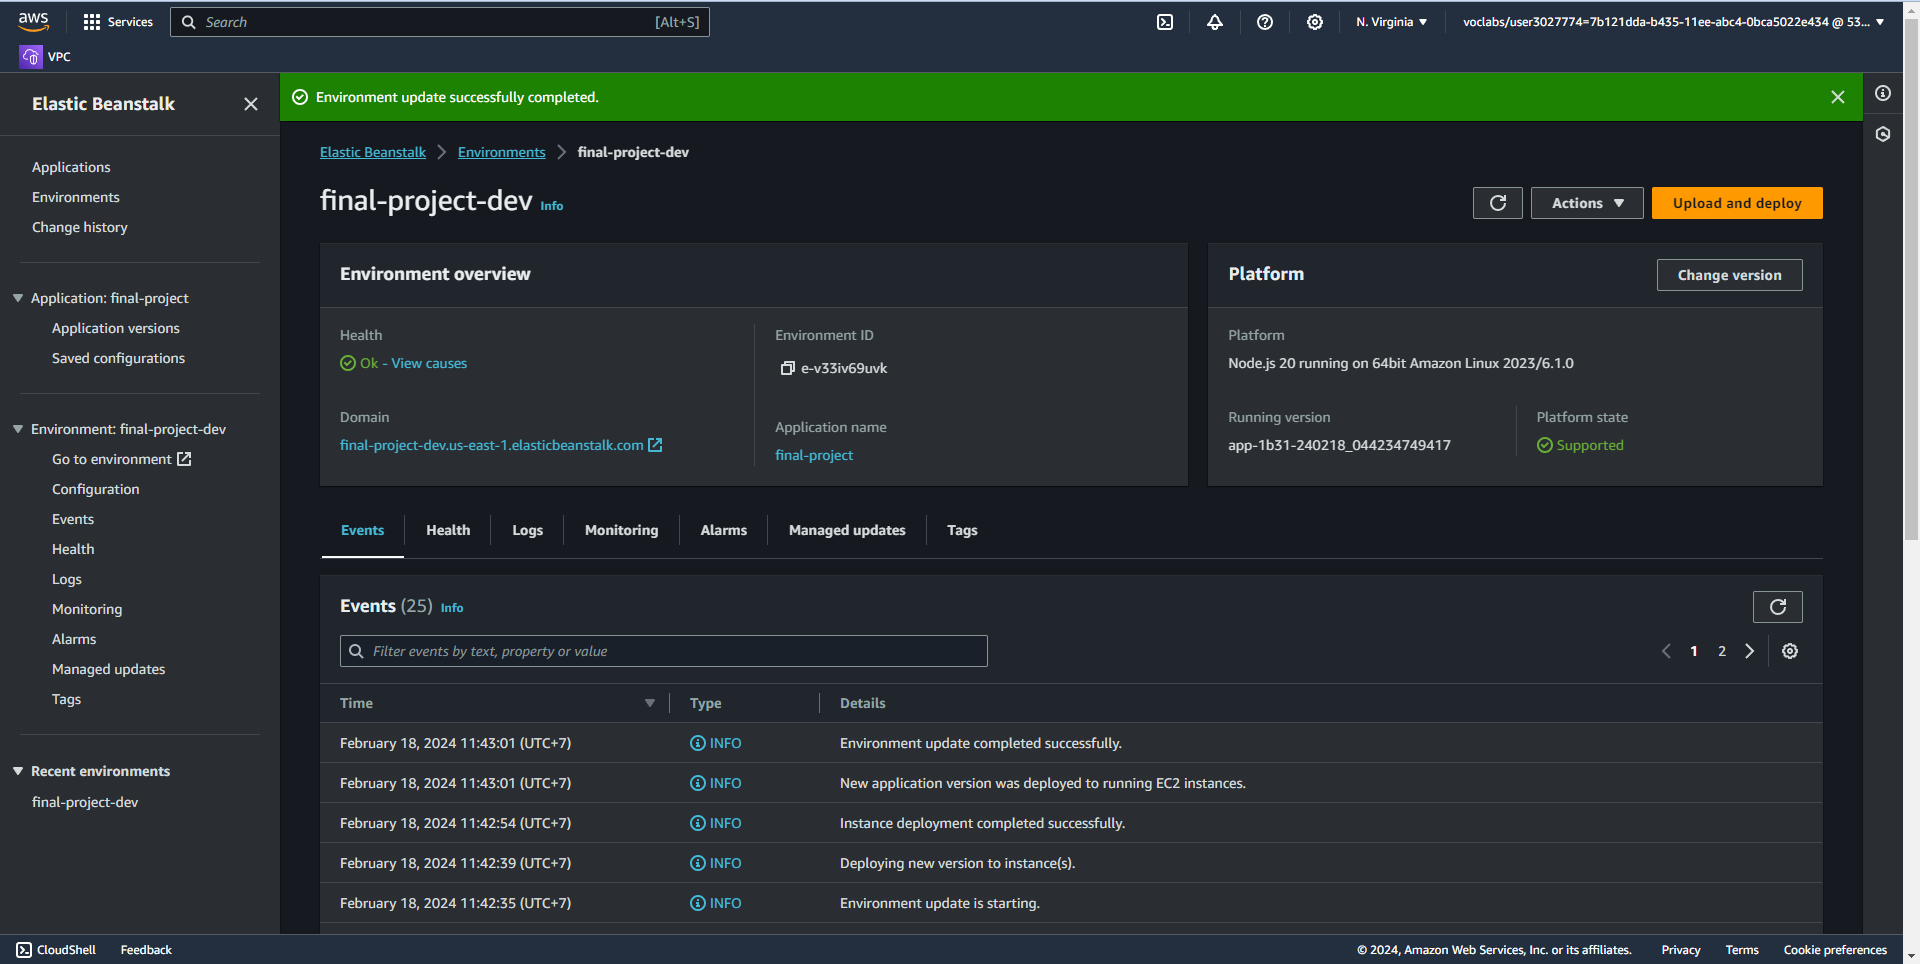 aws
Services
Search [Alt+S]
N. Virginia
voclabs/user3027774=7b121dda-b435-11ee-abc4-0bca5022e434 @ 53...
VPC
Elastic Beanstalk
Applications
Environments
Change history
Application: final-project
Application versions
Saved configurations
Environment: final-project-dev
Go to environment
Configuration
Events
Health
Logs
Monitoring
Alarms
Managed updates
Tags
Recent environments
final-project-dev
Environment update successfully completed.
Elastic Beanstalk Environments final-project-dev
final-project-dev Info
Actions
Upload and deploy
Environment overview
Health
Ok - View causes
Domain
final-project-dev.us-east-1.elasticbeanstalk.com
Environment ID
e-v33iv69uvk
Application name
final-project
Platform
Change version
Platform
Node.js 20 running on 64bit Amazon Linux 2023/6.1.0
Running version
app-1b31-240218_044234749417
Platform state
Supported
Events Health Logs Monitoring Alarms Managed updates Tags
Events (25) Info
Filter events by text, property or value
1 2
Time Type Details
February 18, 2024 11:43:01 (UTC+7) INFO Environment update completed successfully.
February 18, 2024 11:43:01 (UTC+7) INFO New application version was deployed to running EC2 instances.
February 18, 2024 11:42:54 (UTC+7) INFO Instance deployment completed successfully.
February 18, 2024 11:42:39 (UTC+7) INFO Deploying new version to instance(s).
February 18, 2024 11:42:35 (UTC+7) INFO Environment update is starting.
CloudShell Feedback
© 2024, Amazon Web Services, Inc. or its affiliates. Privacy Terms Cookie preferences